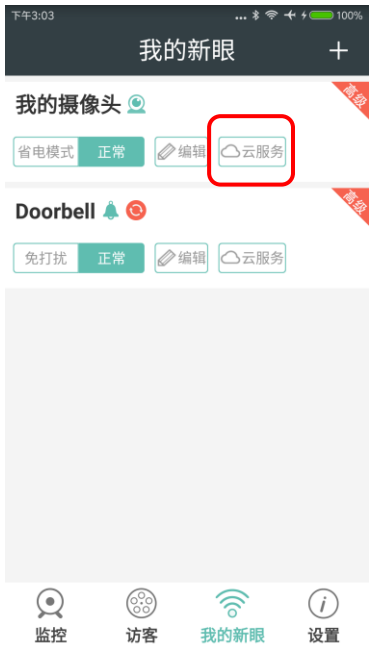 下午3:03 ... 100%
我的新眼 +
我的摄像头 高级
省电模式 正常 编辑 云服务
Doorbell 高级
免打扰 正常 编辑 云服务
监控 访客 我的新眼 设置